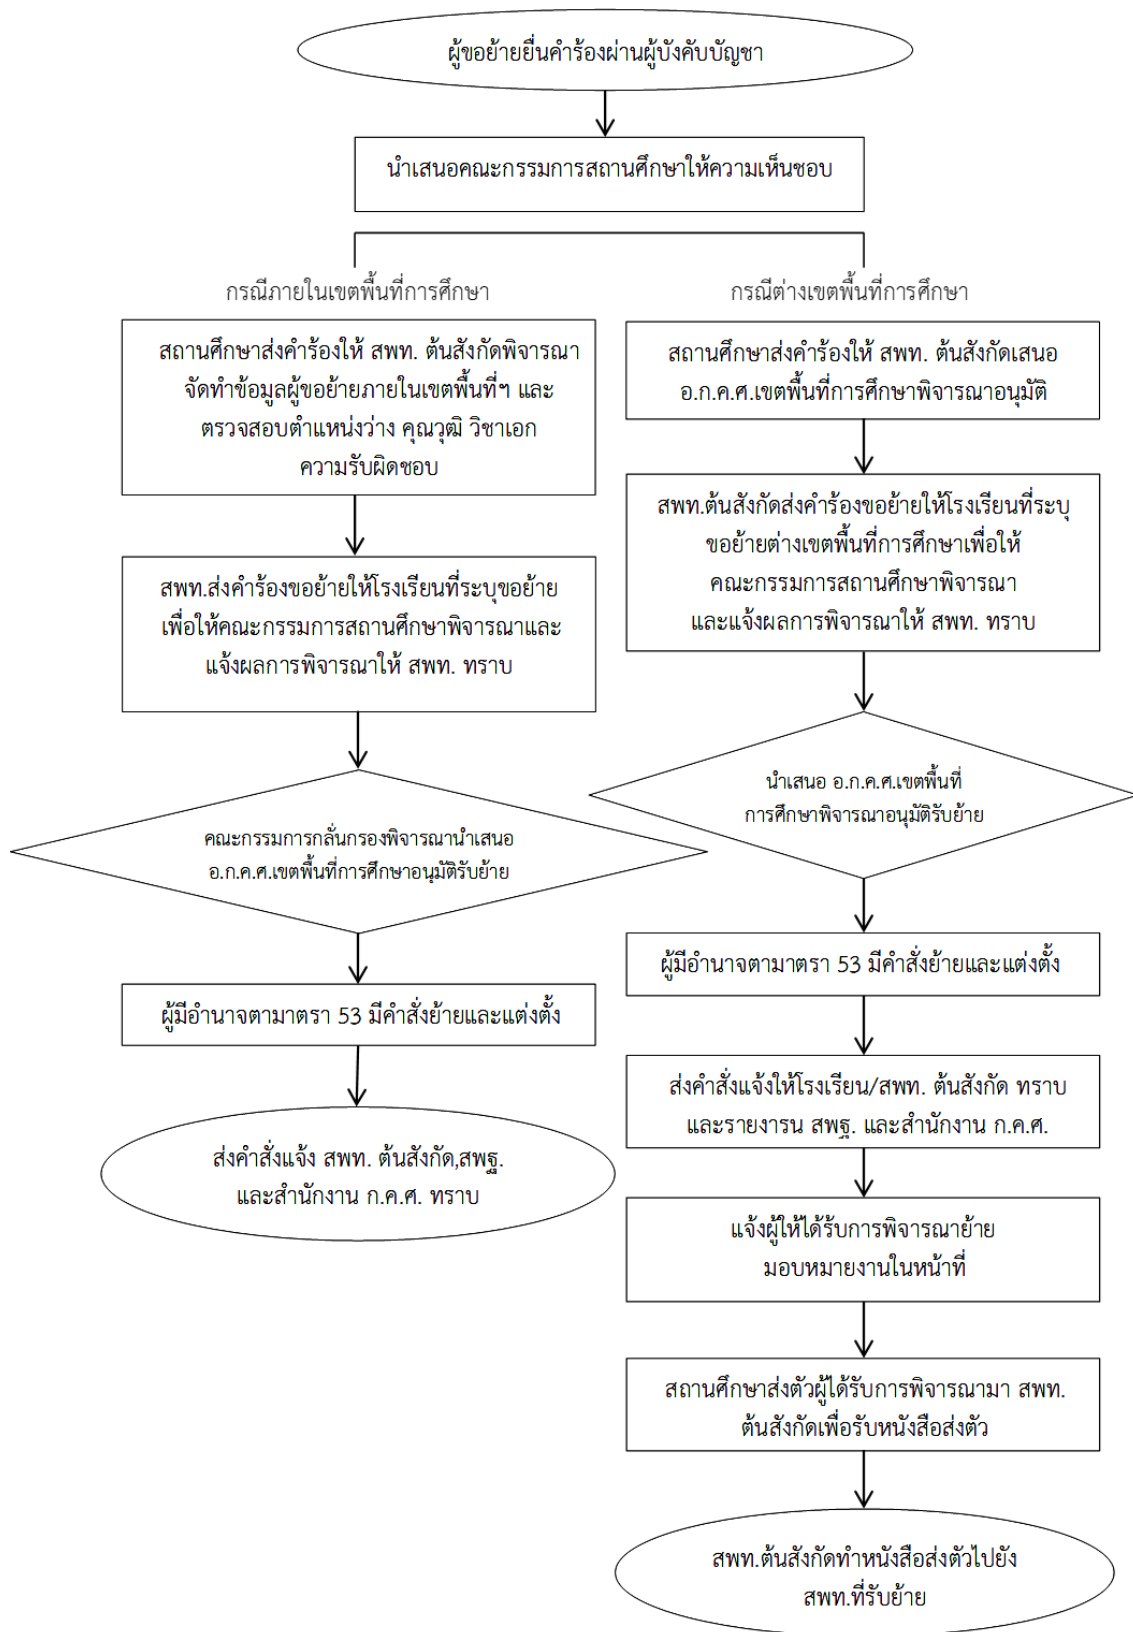 ผู้ขอย้ายยื่นคำร้องผ่านผู้บังคับบัญชา
นำเสนอคณะกรรมการสถานศึกษาให้ความเห็นชอบ
กรณีภายในเขตพื้นที่การศึกษา
สถานศึกษาส่งคำร้องให้ สพท. ต้นสังกัดพิจารณา
จัดทำข้อมูลผู้ขอย้ายภายในเขตพื้นที่ฯ และ
ตรวจสอบตำแหน่งว่าง คุณวุฒิ วิชาเอก
ความรับผิดชอบ
สพท.ส่งคำร้องขอย้ายให้โรงเรียนที่ระบุขอย้าย
เพื่อให้คณะกรรมการสถานศึกษาพิจารณาและ
แจ้งผลการพิจารณาให้ สพท. ทราบ
คณะกรรมการกลั่นกรองพิจารณานำเสนอ
อ.ก.ค.ศ.เขตพื้นที่การศึกษาอนุมัติรับย้าย
ผู้มีอำนาจตามาตรา 53 มีคำสั่งย้ายและแต่งตั้ง
ส่งคำสั่งแจ้ง สพท. ต้นสังกัด,สพฐ.
และสำนักงาน ก.ค.ศ. ทราบ
กรณีต่างเขตพื้นที่การศึกษา
สถานศึกษาส่งคำร้องให้ สพท. ต้นสังกัดเสนอ
อ.ก.ค.ศ.เขตพื้นที่การศึกษาพิจารณาอนุมัติ
สพท.ต้นสังกัดส่งคำร้องขอย้ายให้โรงเรียนที่ระบุ
ขอย้ายต่างเขตพื้นที่การศึกษาเพื่อให้
คณะกรรมการสถานศึกษาพิจารณา
และแจ้งผลการพิจารณาให้ สพท. ทราบ
นำเสนอ อ.ก.ค.ศ.เขตพื้นที่
การศึกษาพิจารณาอนุมัติรับย้าย
ผู้มีอำนาจตามาตรา 53 มีคำสั่งย้ายและแต่งตั้ง
ส่งคำสั่งแจ้งให้โรงเรียน/สพท. ต้นสังกัด ทราบ
และรายงารน สพฐ. และสำนักงาน ก.ค.ศ.
แจ้งผู้ให้ได้รับการพิจารณาย้าย
มอบหมายงานในหน้าที่
สถานศึกษาส่งตัวผู้ได้รับการพิจารณามา สพท.
ต้นสังกัดเพื่อรับหนังสือส่งตัว
สพท.ต้นสังกัดทำหนังสือส่งตัวไปยัง
สพท.ที่รับย้าย